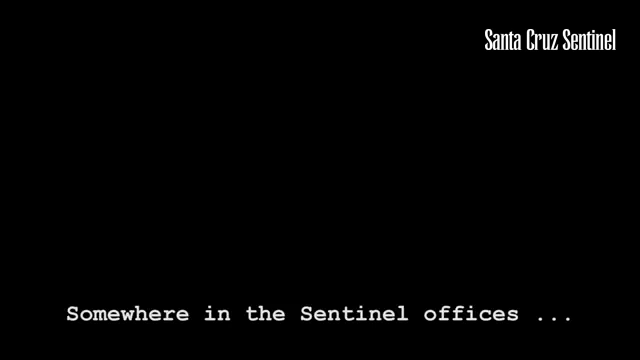 Santa Cruz Sentinel
Somewhere in the Sentinel offices ...